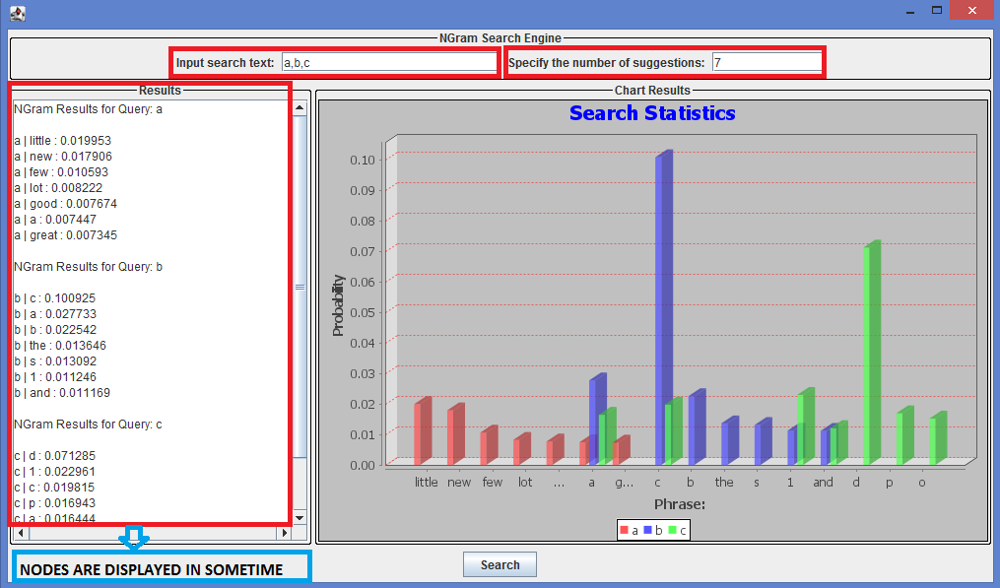 NGram Search Engine
Input search text: a,b,c
Specify the number of suggestions: 7
Results
NGram Results for Query: a
a | little : 0.019953
a | new : 0.017906
a | few : 0.010593
a | lot : 0.008222
a | good : 0.007674
a | a : 0.007447
a | great : 0.007345
NGram Results for Query: b
b | c : 0.100925
b | a : 0.027733
b | b : 0.022542
b | the : 0.013646
b | s : 0.013092
b | 1 : 0.011246
b | and : 0.011169
NGram Results for Query: c
c | d : 0.071285
c | 1 : 0.022961
c | c : 0.019815
c | p : 0.016943
c | a : 0.016444
NODES ARE DISPLAYED IN SOMETIME
Chart Results
Search Statistics
Probability
0.10
0.09
0.08
0.07
0.06
0.05
0.04
0.03
0.02
0.01
0.00
little new few lot ... a g... c b the s 1 and d p o
Phrase:
a b c
Search